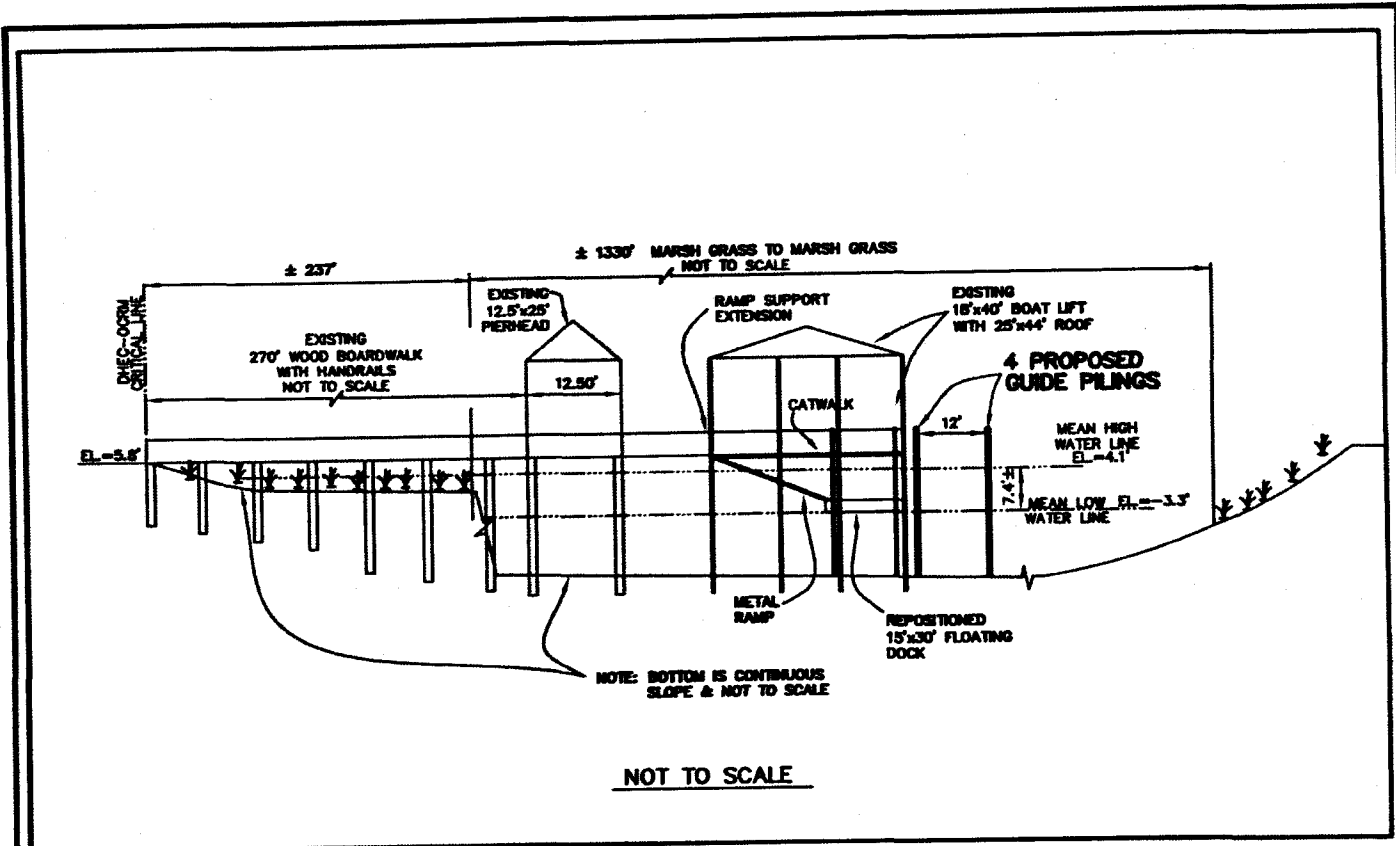 ± 1330' MARSH GRASS TO MARSH GRASS
NOT TO SCALE
± 237'
DHEC-OCRM
CRITICAL LINE
EXISTING
12.5'x25'
PIERHEAD
RAMP SUPPORT
EXTENSION
EXISTING
15'x40' BOAT LIFT
WITH 25'x44' ROOF
EXISTING
270' WOOD BOARDWALK
WITH HANDRAILS
NOT TO SCALE
12.50'
4 PROPOSED
GUIDE PILINGS
CATWALK
12'
MEAN HIGH
WATER LINE
EL.=4.1'
EL.=5.8'
7.4'±
MEAN LOW EL.=-3.3'
WATER LINE
METAL
RAMP
REPOSITIONED
15'x30' FLOATING
DOCK
NOTE: BOTTOM IS CONTINUOUS
SLOPE & NOT TO SCALE
NOT TO SCALE